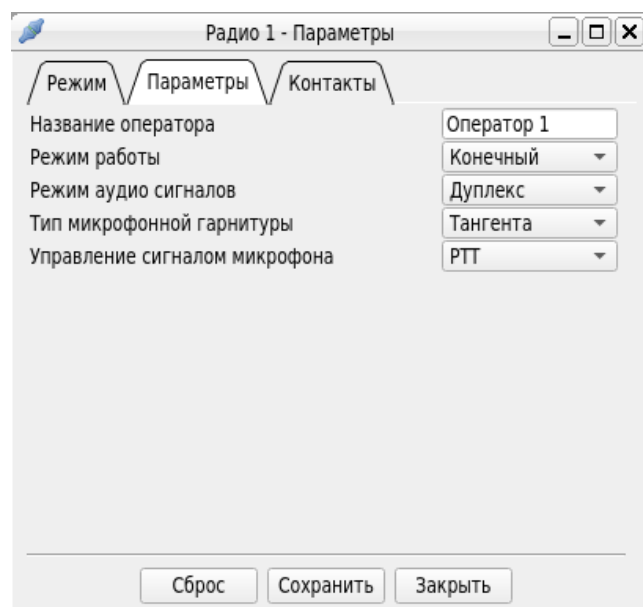 Радио 1 - Параметры
Режим Параметры Контакты
Название оператора Оператор 1
Режим работы Конечный
Режим аудио сигналов Дуплекс
Тип микрофонной гарнитуры Тангента
Управление сигналом микрофона PTT
Сброс Сохранить Закрыть